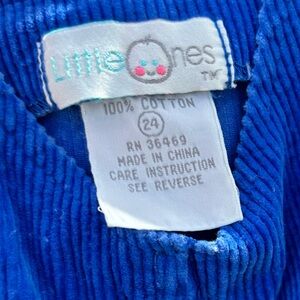 Little Ones
TM
100% COTTON
24
RN 36469
MADE IN CHINA
CARE INSTRUCTION
SEE REVERSE